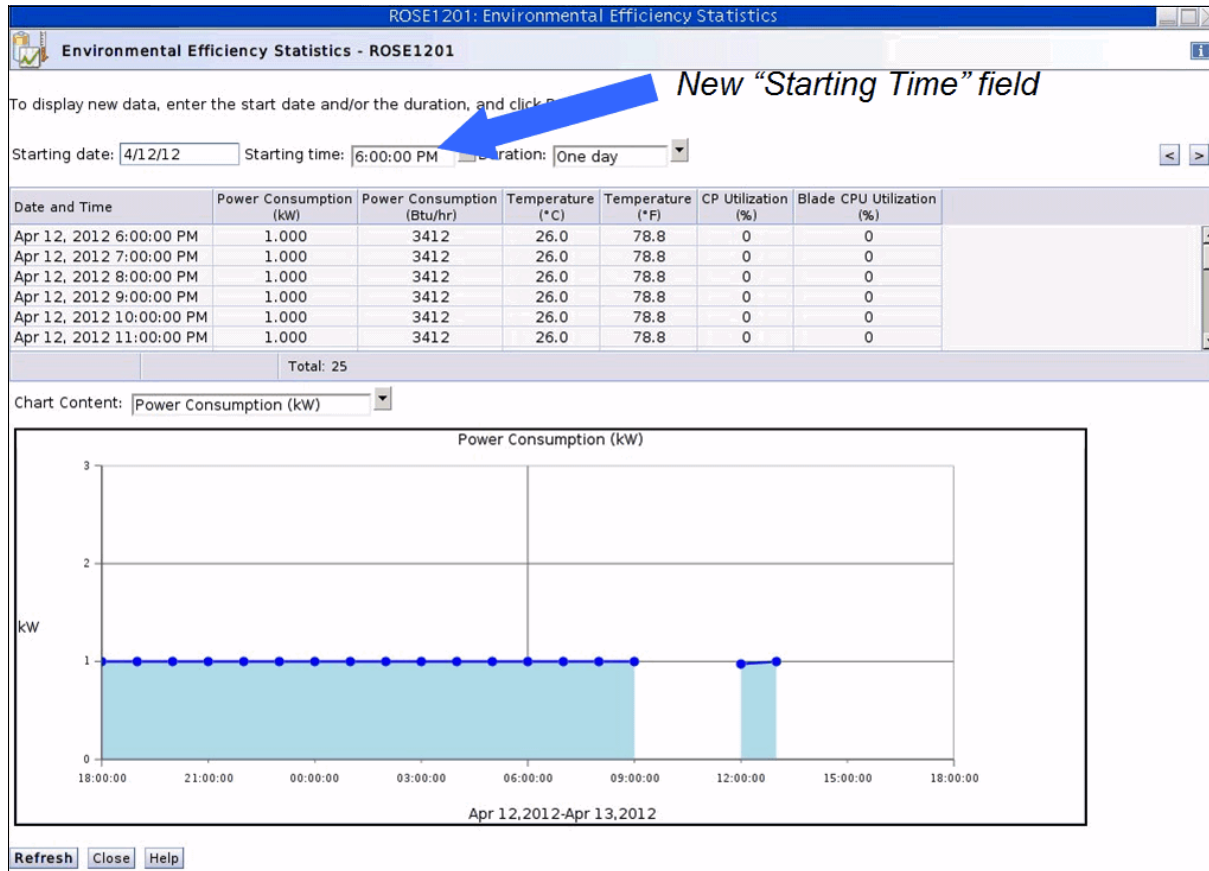 ROSE1201: Environmental Efficiency Statistics
Environmental Efficiency Statistics - ROSE1201
i
New “Starting Time” field
To display new data, enter the start date and/or the duration, and click
Starting date: 4/12/12 Starting time: 6:00:00 PM Duration: One day < >
Date and Time Power Consumption (kW) Power Consumption (Btu/hr) Temperature (°C) Temperature (°F) CP Utilization (%) Blade CPU Utilization (%)
Apr 12, 2012 6:00:00 PM 1.000 3412 26.0 78.8 0 0
Apr 12, 2012 7:00:00 PM 1.000 3412 26.0 78.8 0 0
Apr 12, 2012 8:00:00 PM 1.000 3412 26.0 78.8 0 0
Apr 12, 2012 9:00:00 PM 1.000 3412 26.0 78.8 0 0
Apr 12, 2012 10:00:00 PM 1.000 3412 26.0 78.8 0 0
Apr 12, 2012 11:00:00 PM 1.000 3412 26.0 78.8 0 0
Total: 25
Chart Content: Power Consumption (kW)
Power Consumption (kW)
3
2
kW
1
0
18:00:00 21:00:00 00:00:00 03:00:00 06:00:00 09:00:00 12:00:00 15:00:00 18:00:00
Apr 12,2012-Apr 13,2012
Refresh Close Help